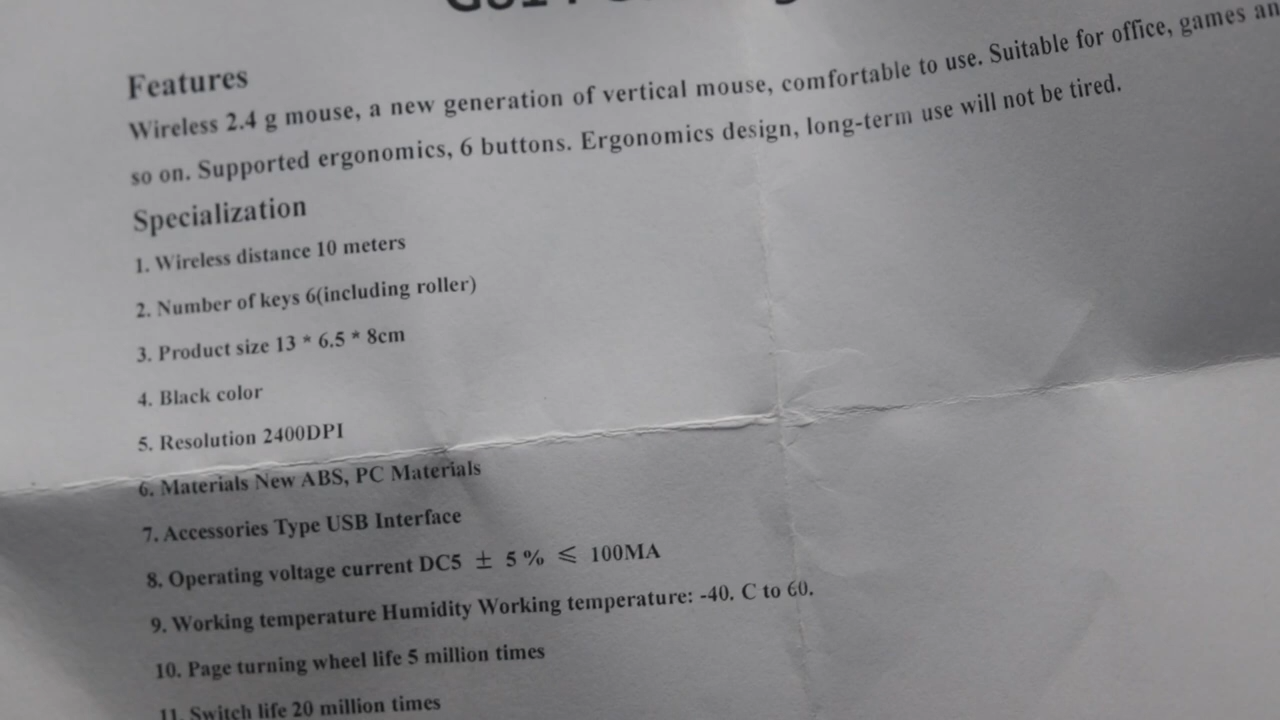 Features
Wireless 2.4 g mouse, a new generation of vertical mouse, comfortable to use. Suitable for office, games an
so on. Supported ergonomics, 6 buttons. Ergonomics design, long-term use will not be tired.
Specialization
1. Wireless distance 10 meters
2. Number of keys 6(including roller)
3. Product size 13 * 6.5 * 8cm
4. Black color
5. Resolution 2400DPI
6. Materials New ABS, PC Materials
7. Accessories Type USB Interface
8. Operating voltage current DC5 ± 5% ≤ 100MA
9. Working temperature Humidity Working temperature: -40. C to 60.
10. Page turning wheel life 5 million times
11. Switch life 20 million times